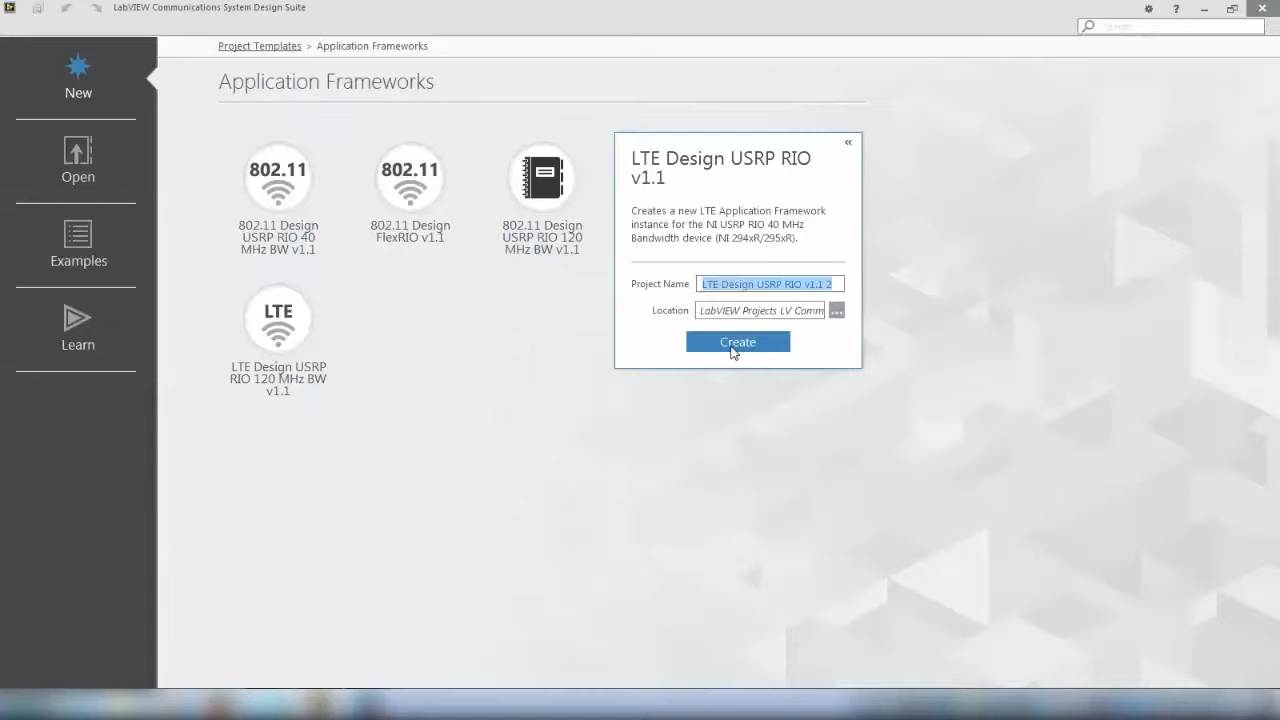 LabVIEW Communications System Design Suite
?
Search
Project Templates > Application Frameworks
New
Open
Examples
Learn
Application Frameworks
802.11
802.11 Design
USRP RIO 40
MHz BW v1.1
802.11
802.11 Design
FlexRIO v1.1
802.11 Design
USRP RIO 120
MHz BW v1.1
LTE
LTE Design USRP
RIO 120 MHz BW
v1.1
«
LTE Design USRP RIO
v1.1
Creates a new LTE Application Framework
instance for the NI USRP RIO 40 MHz
Bandwidth device (NI 294xR/295xR).
Project Name LTE Design USRP RIO v1.1 2
Location LabVIEW Projects LV Comm ...
Create